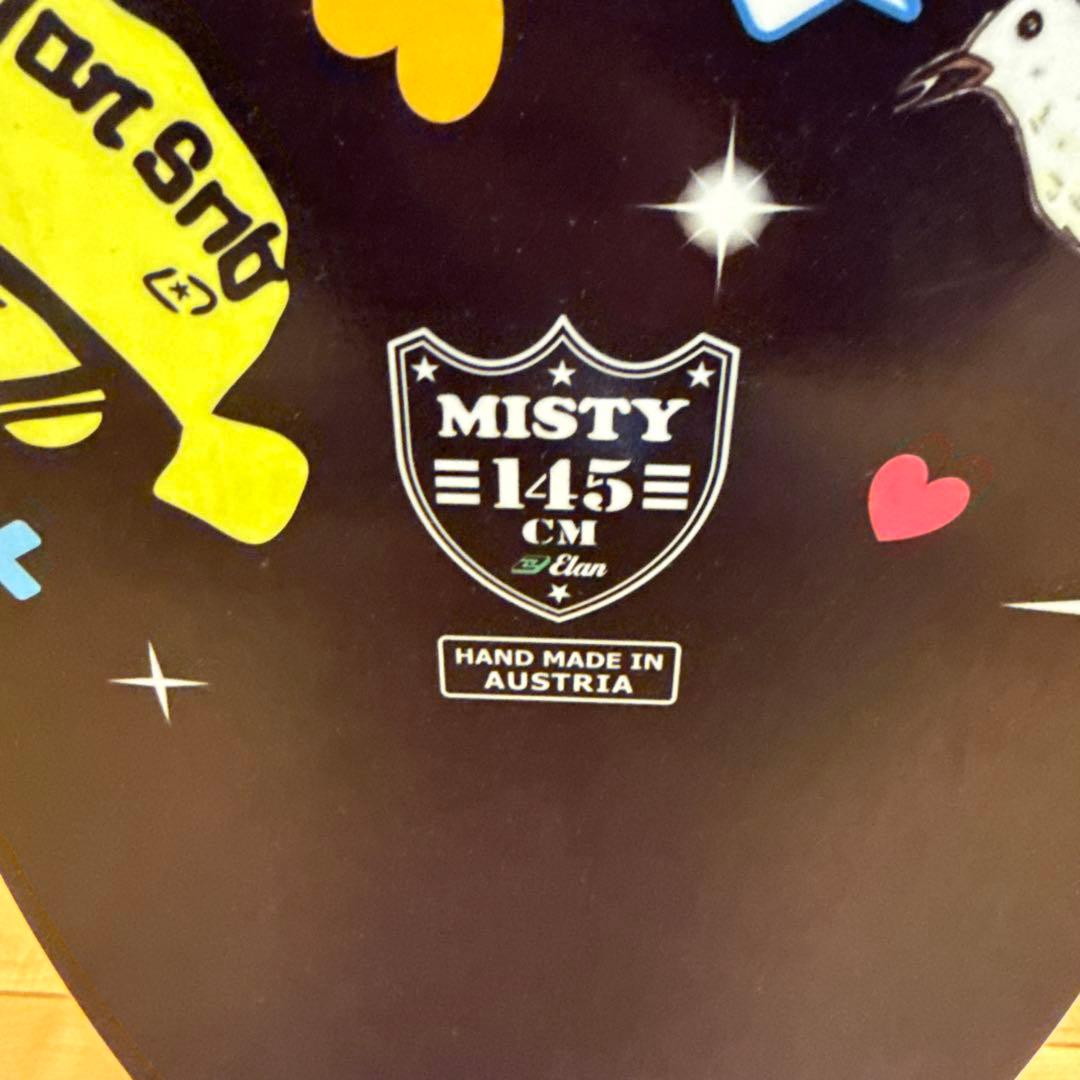 MISTY
145
CM
Elan
HAND MADE IN
AUSTRIA